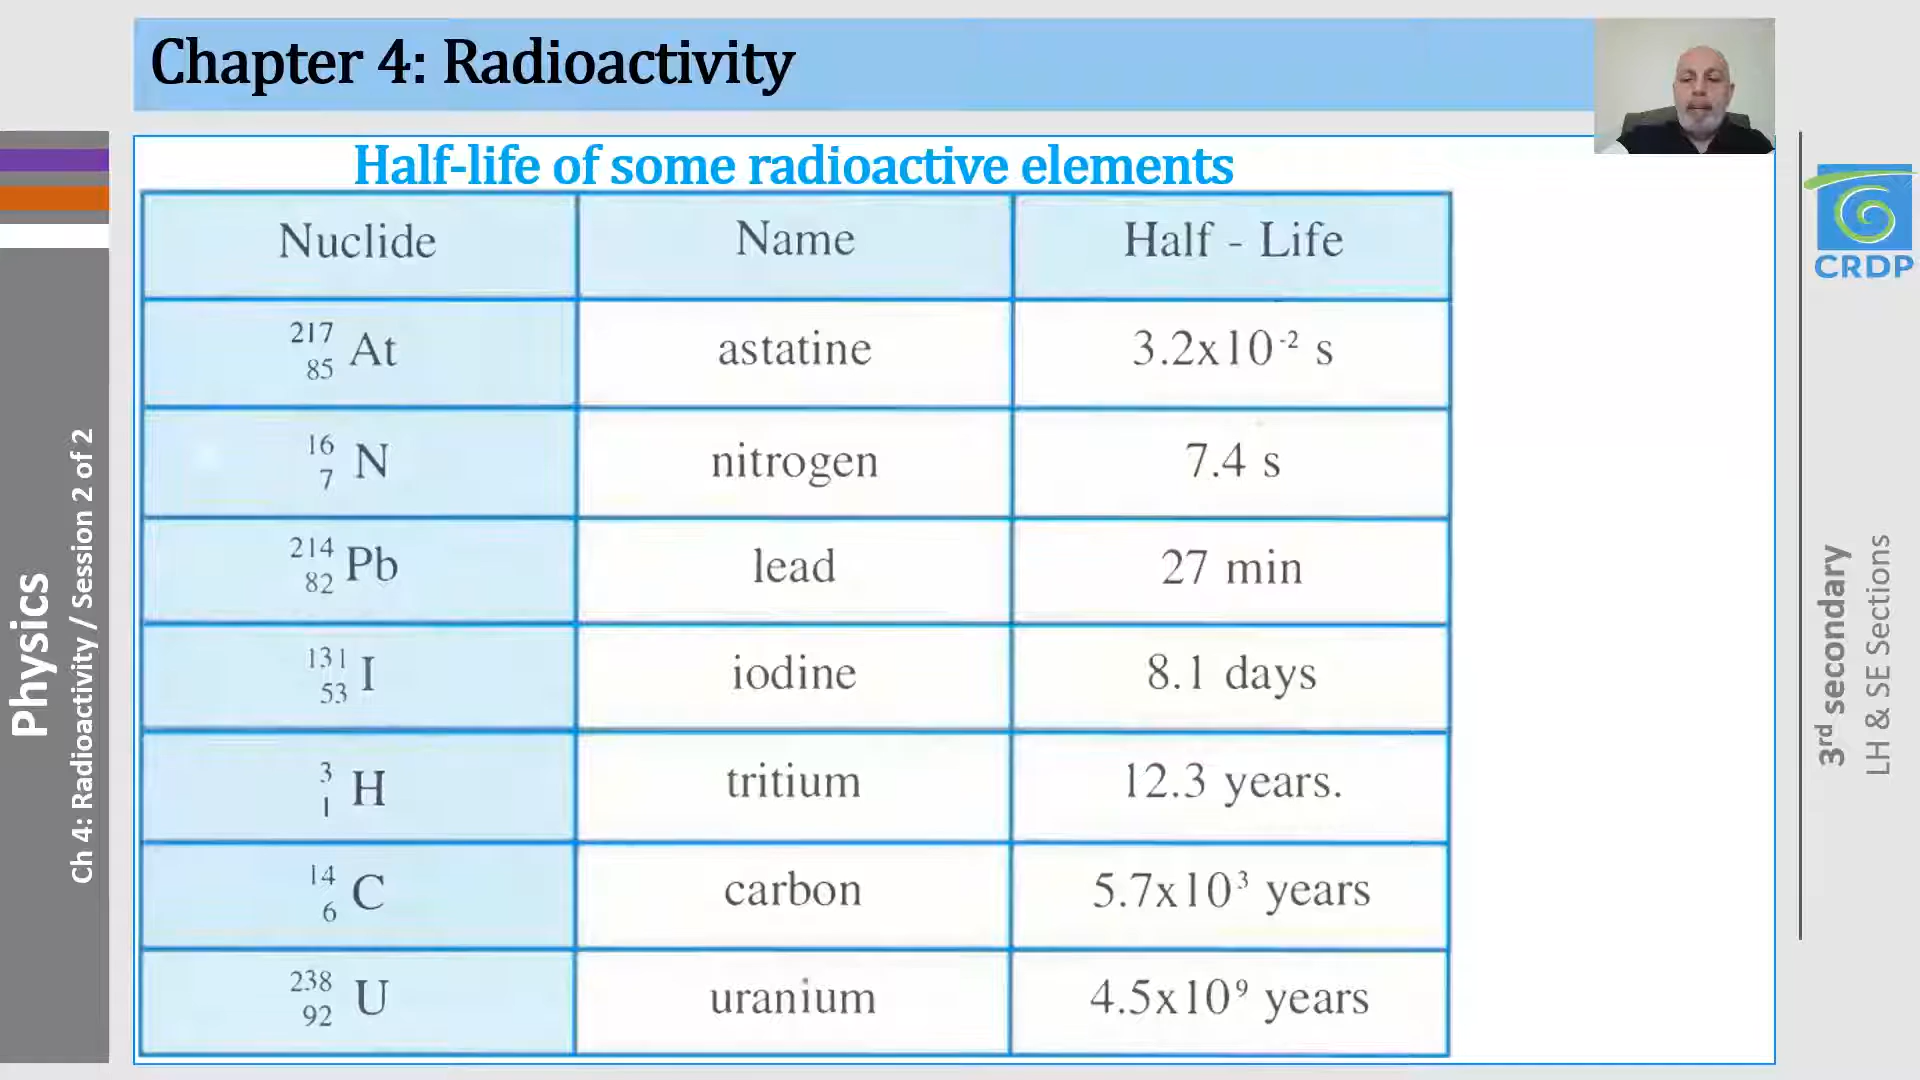 Chapter 4: Radioactivity
Half-life of some radioactive elements
Nuclide Name Half - Life
217 85 At astatine 3.2x10⁻² s
16 7 N nitrogen 7.4 s
214 82 Pb lead 27 min
131 53 I iodine 8.1 days
3 1 H tritium 12.3 years.
14 6 C carbon 5.7x10³ years
238 92 U uranium 4.5x10⁹ years
Physics
Ch 4: Radioactivity / Session 2 of 2
CRDP
3rd secondary
LH & SE Sections